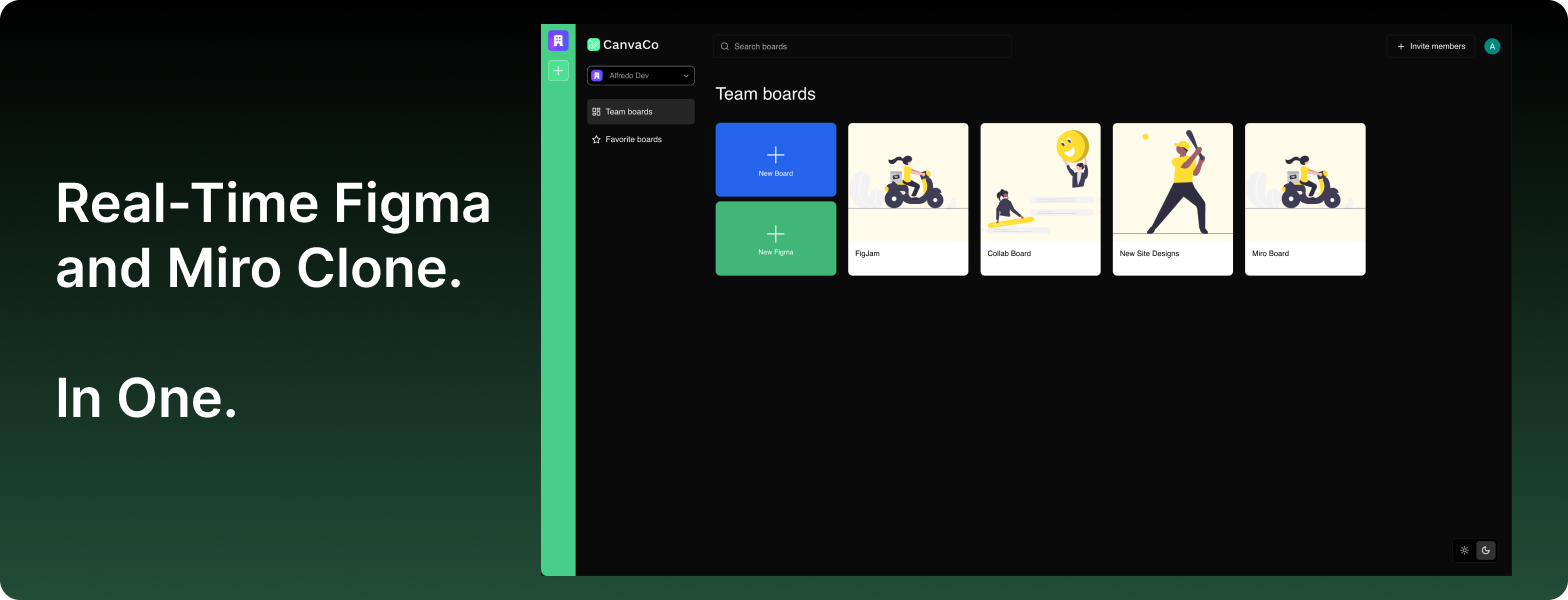 Real-Time Figma
and Miro Clone.
In One.
CanvaCo
Search boards
Invite members
A
Alfredo Dev
Team boards
Favorite boards
Team boards
New Board
New Figma
FigJam
Collab Board
New Site Designs
Miro Board